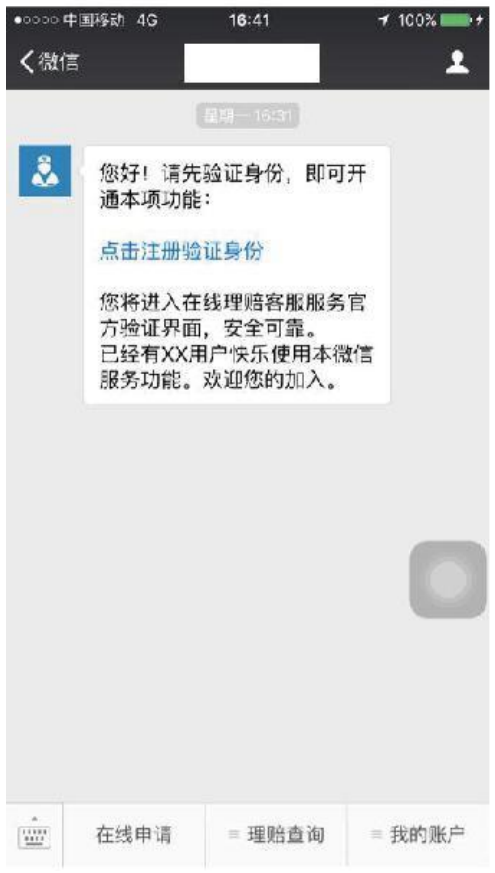 中国移动 4G 16:41 100%
微信
星期一 16:31
您好！请先验证身份，即可开
通本项功能：
点击注册验证身份
您将进入在线理赔客服服务官
方验证界面，安全可靠。
已经有XX用户快乐使用本微信
服务功能。欢迎您的加入。
在线申请 理赔查询 我的账户